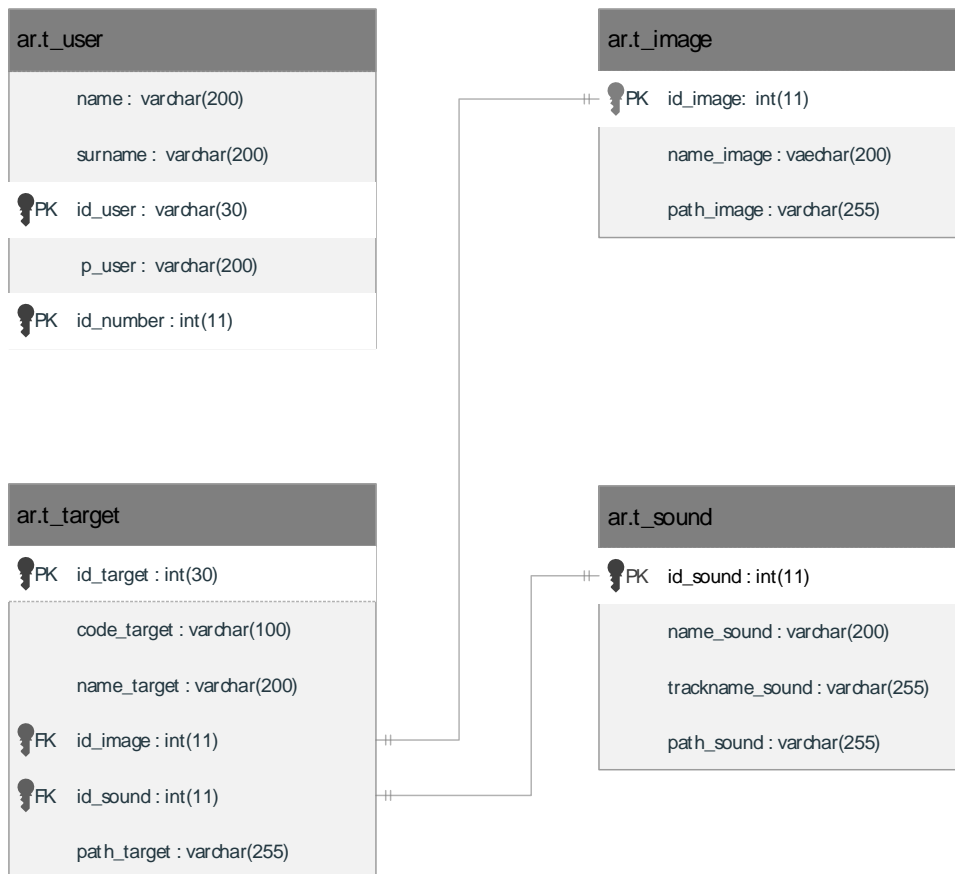 ar.t_user
name : varchar(200)
surname : varchar(200)
PK id_user : varchar(30)
p_user : varchar(200)
PK id_number : int(11)
ar.t_image
PK id_image: int(11)
name_image : vaechar(200)
path_image : varchar(255)
ar.t_target
PK id_target : int(30)
code_target : varchar(100)
name_target : varchar(200)
FK id_image : int(11)
FK id_sound : int(11)
path_target : varchar(255)
ar.t_sound
PK id_sound : int(11)
name_sound : varchar(200)
trackname_sound : varchar(255)
path_sound : varchar(255)